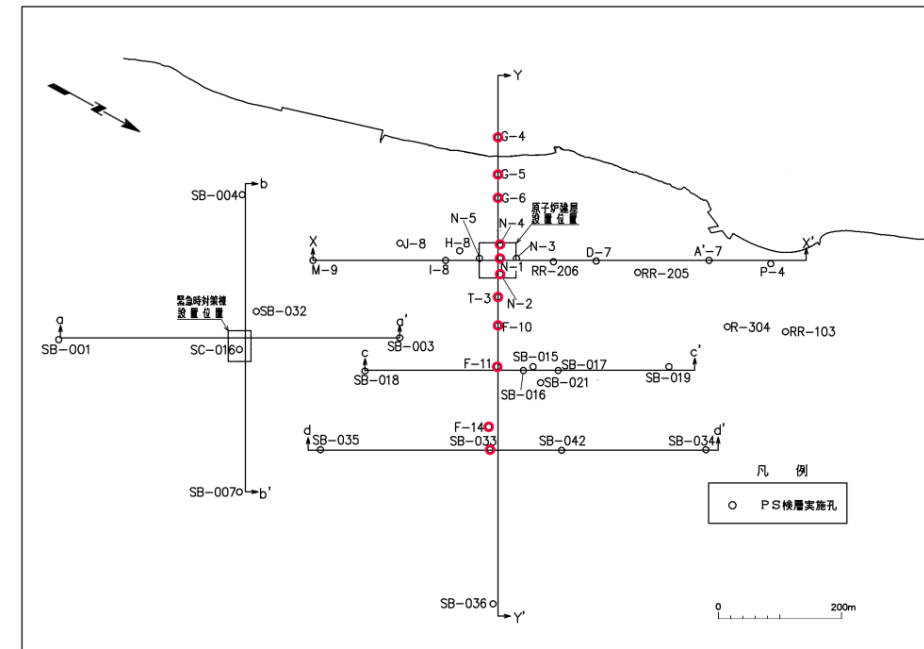 Y
G-4
G-5
b
SB-004
G-6
原子炉建屋
設置位置
N-5
N-4
X
J-8
H-8
N-3
D-7
A'-7
X'
M-9
I-8
N-1
RR-206
RR-205
P-4
N-2
緊急時対策棟
設置位置
T-3
SB-032
a
a'
F-10
R-304
RR-103
SB-001
SC-016
SB-003
c
F-11
SB-015
SB-017
c'
SB-018
SB-016
SB-021
SB-019
F-14
d
SB-035
SB-033
SB-042
SB-034
d'
凡 例
SB-007
b'
PS検層実施孔
SB-036
Y'
0
200m